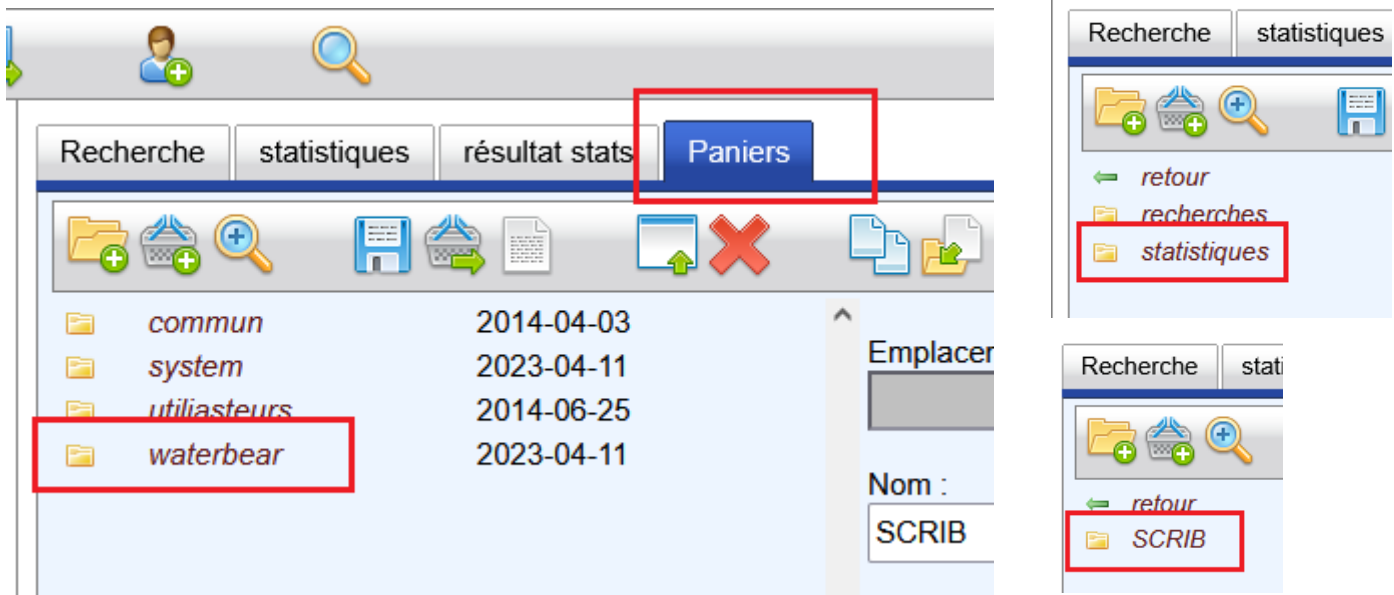 Recherche statistiques résultat stats Paniers
commun 2014-04-03
system 2023-04-11
utiliasteurs 2014-06-25
waterbear 2023-04-11
Emplacer
Nom :
SCRIB
Recherche statistiques
retour
recherches
statistiques
Recherche stati
retour
SCRIB